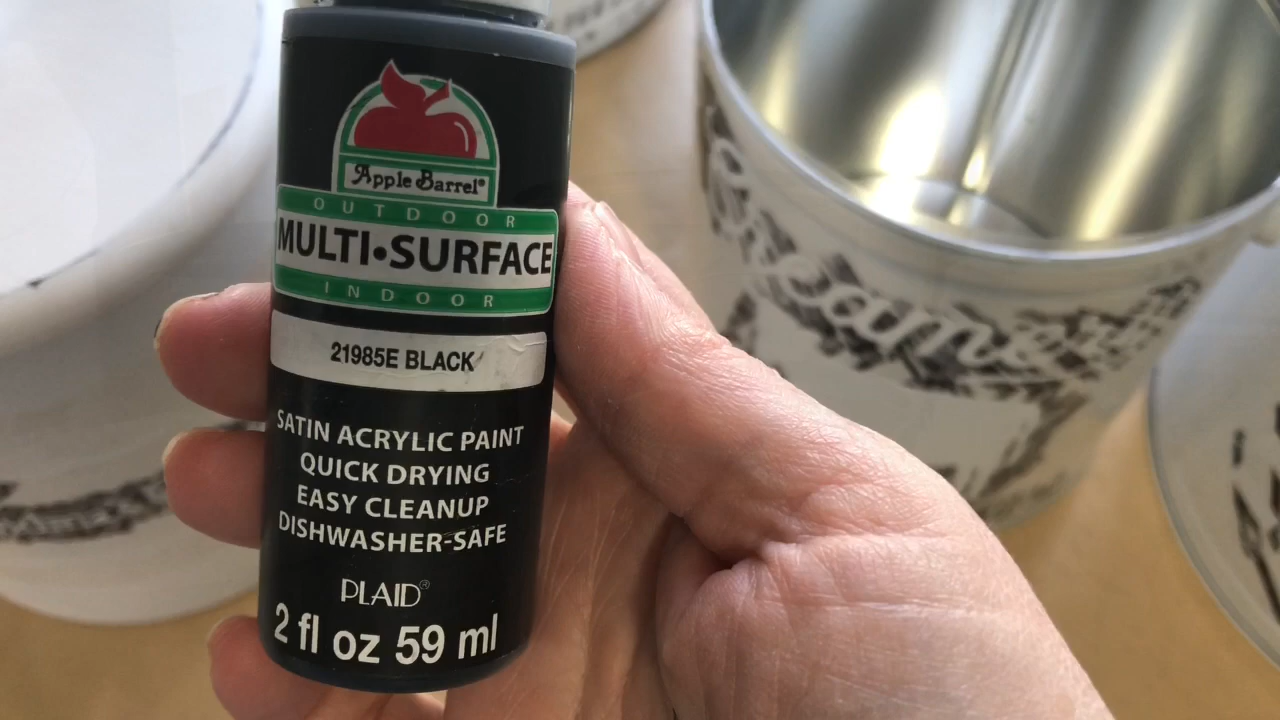 Apple Barrel®
OUTDOOR
MULTI•SURFACE
INDOOR
21985E BLACK
SATIN ACRYLIC PAINT
QUICK DRYING
EASY CLEANUP
DISHWASHER-SAFE
PLAID®
2 fl oz 59 ml
Creamery